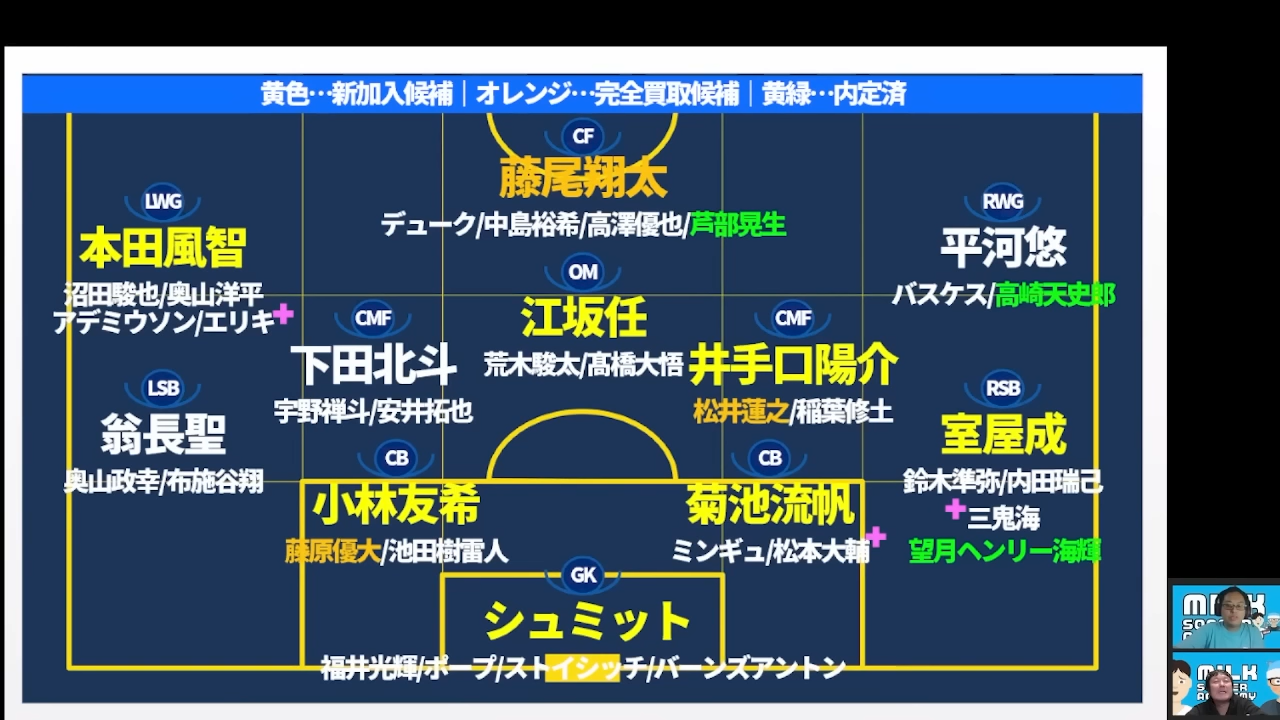 黄色…新加入候補｜オレンジ…完全買取候補｜黄緑…内定済
CF
藤尾翔太
デューク/中島裕希/高澤優也/芦部晃生
LWG
本田風智
沼田駿也/奥山洋平
アデミウソン/エリキ
RWG
平河悠
バスケス/高崎天史郎
OM
江坂任
荒木駿太/髙橋大悟
CMF
下田北斗
宇野禅斗/安井拓也
CMF
井手口陽介
松井蓮之/稲葉修土
LSB
翁長聖
奥山政幸/布施谷翔
RSB
室屋成
鈴木準弥/内田瑞己
三鬼海
望月ヘンリー海輝
CB
小林友希
藤原優大/池田樹雷人
CB
菊池流帆
ミンギュ/松本大輔
GK
シュミット
福井光輝/ポープ/ストイシッチ/バーンズアントン
MILK
SOCCER
ACADEMY
MILK
SOCCER
ACADEMY